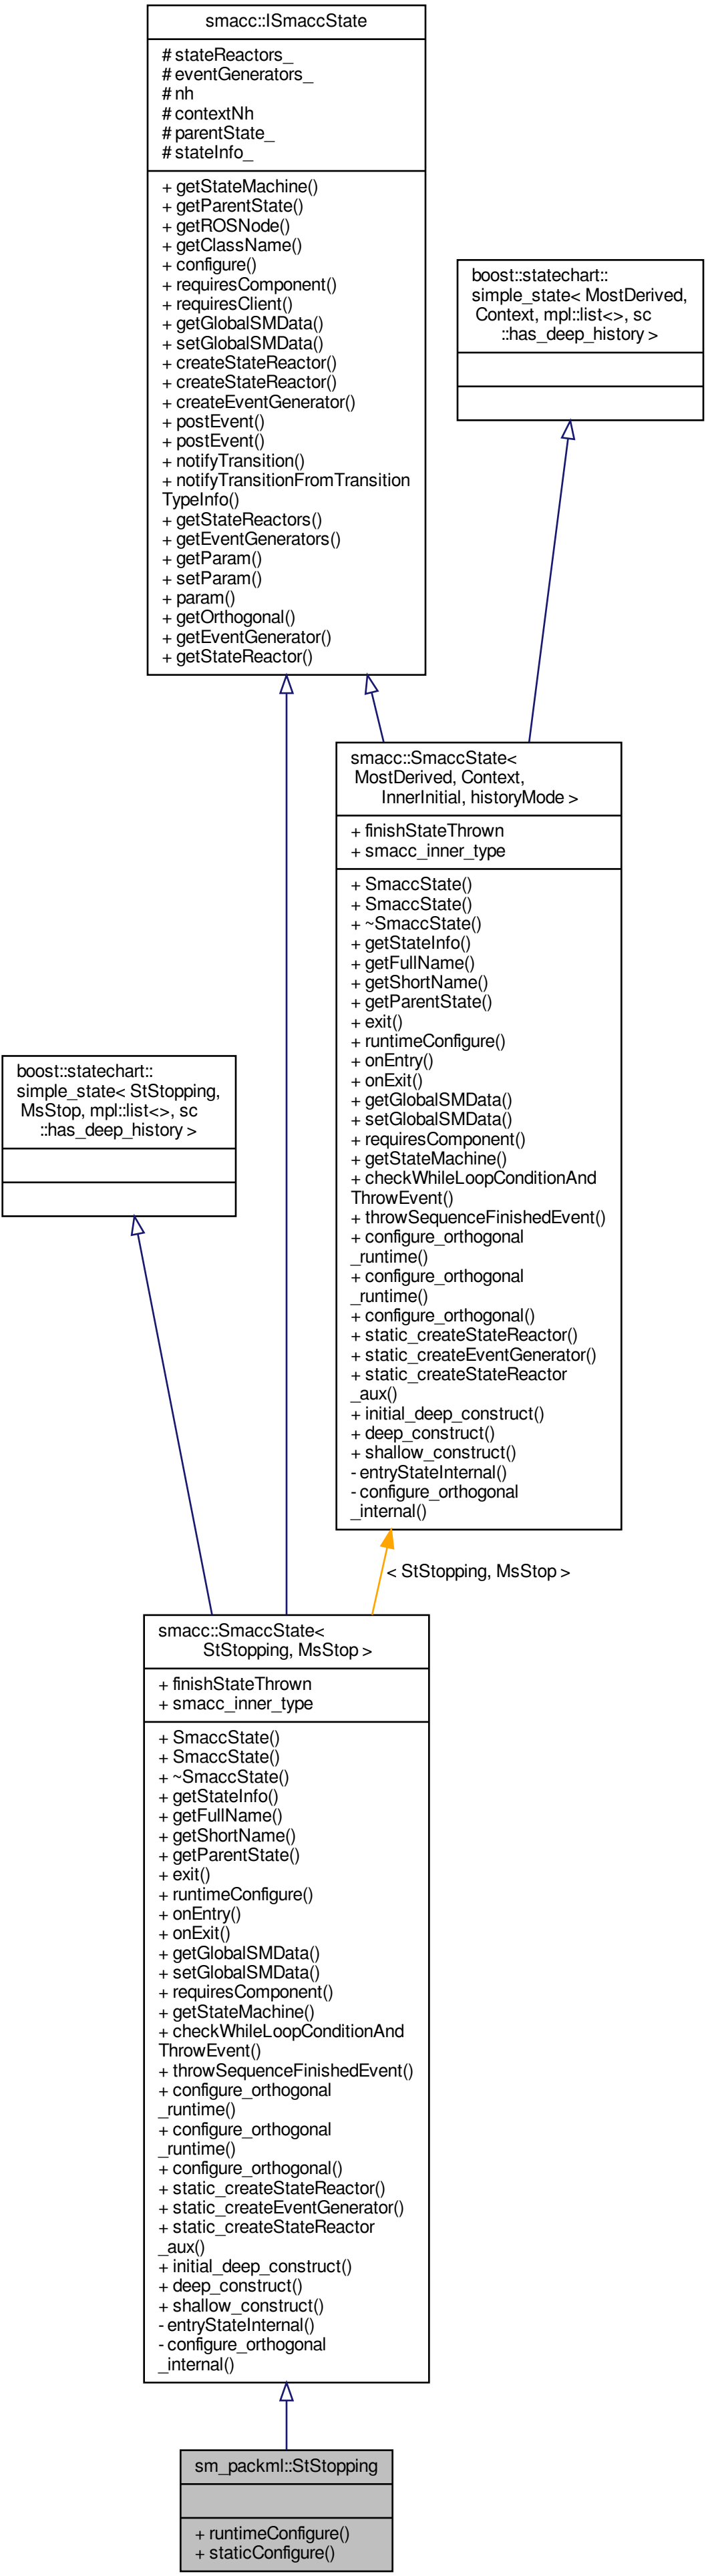 smacc::ISmaccState
# stateReactors_
# eventGenerators_
# nh
# contextNh
# parentState_
# stateInfo_
+ getStateMachine()
+ getParentState()
+ getROSNode()
+ getClassName()
+ configure()
+ requiresComponent()
+ requiresClient()
+ getGlobalSMData()
+ setGlobalSMData()
+ createStateReactor()
+ createStateReactor()
+ createEventGenerator()
+ postEvent()
+ postEvent()
+ notifyTransition()
+ notifyTransitionFromTransition
TypeInfo()
+ getStateReactors()
+ getEventGenerators()
+ getParam()
+ setParam()
+ param()
+ getOrthogonal()
+ getEventGenerator()
+ getStateReactor()
boost::statechart::
simple_state< MostDerived,
Context, mpl::list<>, sc
::has_deep_history >
smacc::SmaccState<
MostDerived, Context,
InnerInitial, historyMode >
+ finishStateThrown
+ smacc_inner_type
+ SmaccState()
+ SmaccState()
+ ~SmaccState()
+ getStateInfo()
+ getFullName()
+ getShortName()
+ getParentState()
+ exit()
+ runtimeConfigure()
+ onEntry()
+ onExit()
+ getGlobalSMData()
+ setGlobalSMData()
+ requiresComponent()
+ getStateMachine()
+ checkWhileLoopConditionAnd
ThrowEvent()
+ throwSequenceFinishedEvent()
+ configure_orthogonal
_runtime()
+ configure_orthogonal
_runtime()
+ configure_orthogonal()
+ static_createStateReactor()
+ static_createEventGenerator()
+ static_createStateReactor
_aux()
+ initial_deep_construct()
+ deep_construct()
+ shallow_construct()
- entryStateInternal()
- configure_orthogonal
_internal()
boost::statechart::
simple_state< StStopping,
MsStop, mpl::list<>, sc
::has_deep_history >
< StStopping, MsStop >
smacc::SmaccState<
StStopping, MsStop >
+ finishStateThrown
+ smacc_inner_type
+ SmaccState()
+ SmaccState()
+ ~SmaccState()
+ getStateInfo()
+ getFullName()
+ getShortName()
+ getParentState()
+ exit()
+ runtimeConfigure()
+ onEntry()
+ onExit()
+ getGlobalSMData()
+ setGlobalSMData()
+ requiresComponent()
+ getStateMachine()
+ checkWhileLoopConditionAnd
ThrowEvent()
+ throwSequenceFinishedEvent()
+ configure_orthogonal
_runtime()
+ configure_orthogonal
_runtime()
+ configure_orthogonal()
+ static_createStateReactor()
+ static_createEventGenerator()
+ static_createStateReactor
_aux()
+ initial_deep_construct()
+ deep_construct()
+ shallow_construct()
- entryStateInternal()
- configure_orthogonal
_internal()
sm_packml::StStopping
+ runtimeConfigure()
+ staticConfigure()